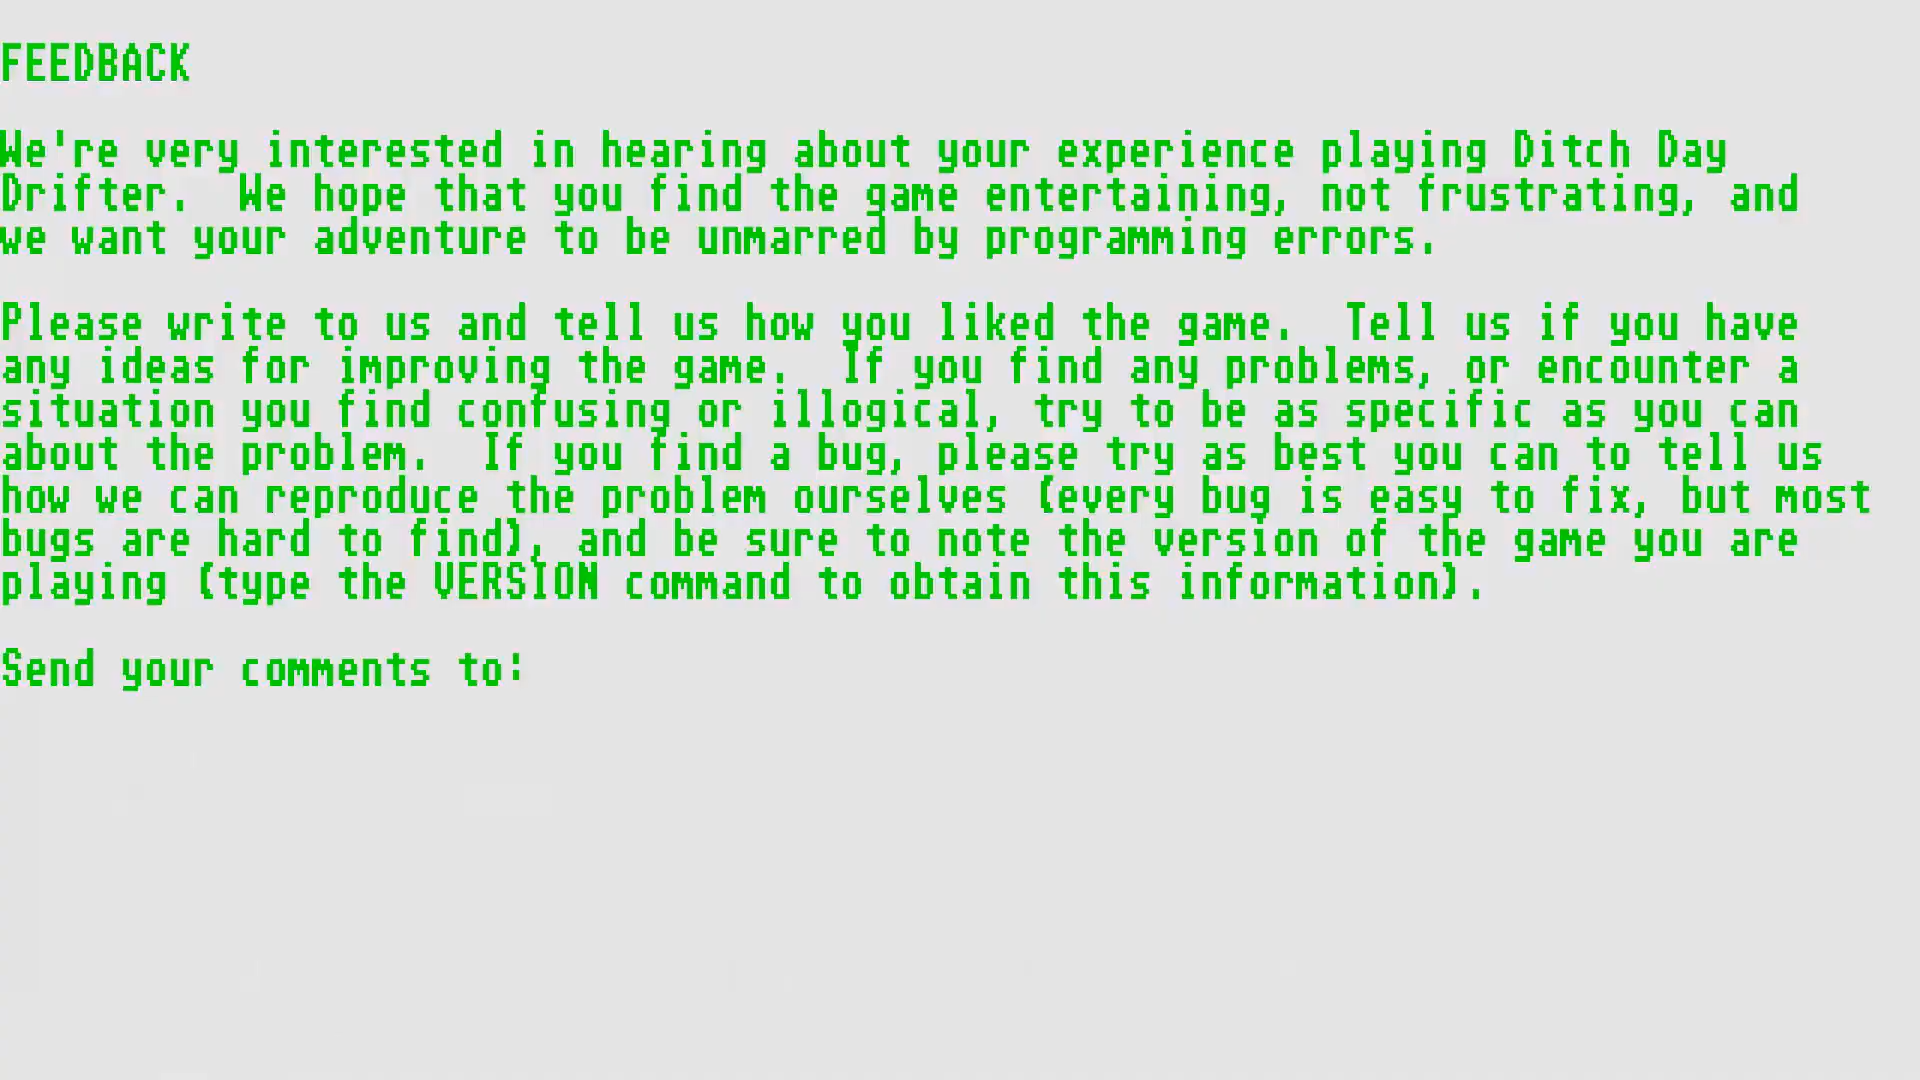 FEEDBACK
We're very interested in hearing about your experience playing Ditch Day
Drifter.  We hope that you find the game entertaining, not frustrating, and
we want your adventure to be unmarred by programming errors.
Please write to us and tell us how you liked the game.  Tell us if you have
any ideas for improving the game.  If you find any problems, or encounter a
situation you find confusing or illogical, try to be as specific as you can
about the problem.  If you find a bug, please try as best you can to tell us
how we can reproduce the problem ourselves (every bug is easy to fix, but most
bugs are hard to find), and be sure to note the version of the game you are
playing (type the VERSION command to obtain this information).
Send your comments to: